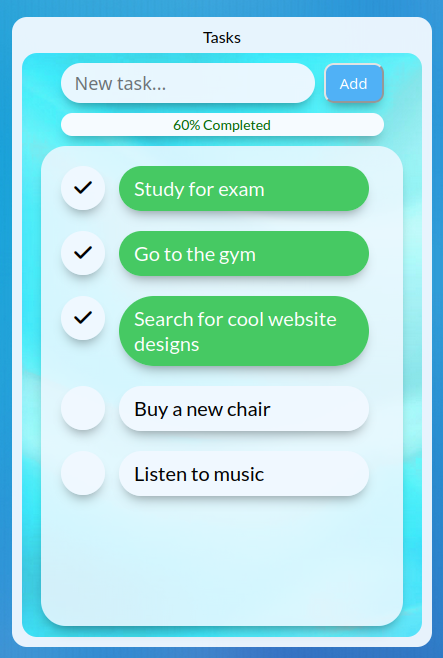 Tasks
New task...
Add
60% Completed
Study for exam
Go to the gym
Search for cool website
designs
Buy a new chair
Listen to music